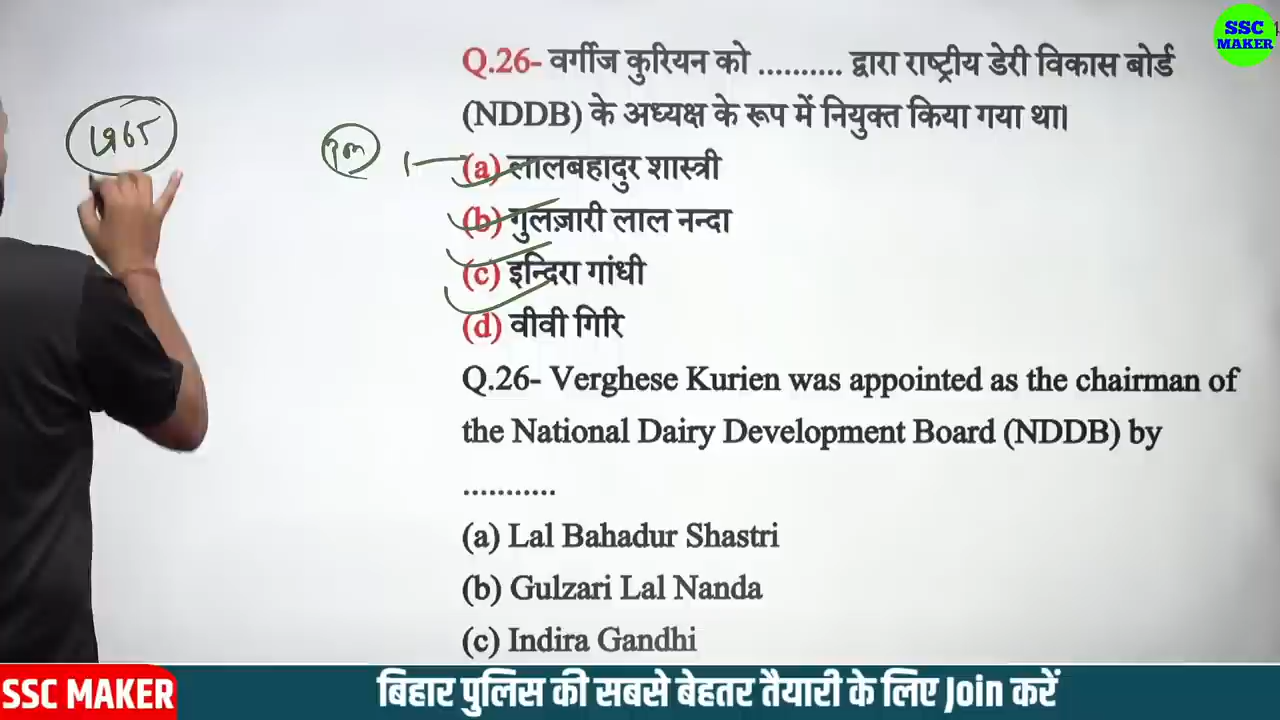 SSC
MAKER
Q.26- वर्गीज कुरियन को .......... द्वारा राष्ट्रीय डेरी विकास बोर्ड
(NDDB) के अध्यक्ष के रूप में नियुक्त किया गया था।
1965
(a) लालबहादुर शास्त्री
(b) गुलज़ारी लाल नन्दा
(c) इन्दिरा गांधी
(d) वीवी गिरि
Q.26- Verghese Kurien was appointed as the chairman of
the National Dairy Development Board (NDDB) by
...........
(a) Lal Bahadur Shastri
(b) Gulzari Lal Nanda
(c) Indira Gandhi
SSC MAKER
बिहार पुलिस की सबसे बेहतर तैयारी के लिए Join करें